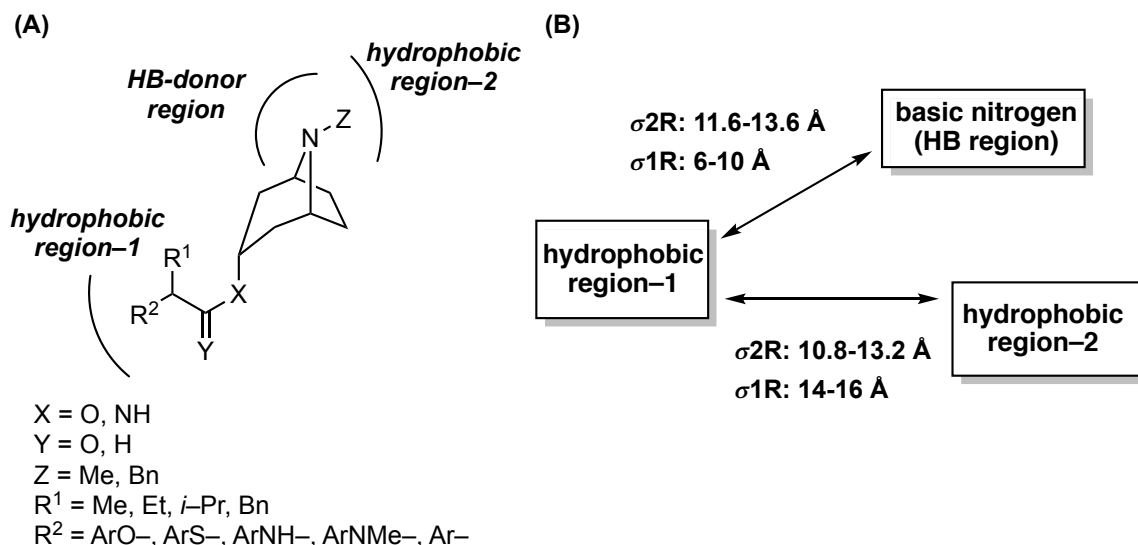 (A)
HB-donor
region
hydrophobic
region–2
Z
N
hydrophobic
region–1
R¹
R²
X
Y
X = O, NH
Y = O, H
Z = Me, Bn
R¹ = Me, Et, i–Pr, Bn
R² = ArO–, ArS–, ArNH–, ArNMe–, Ar–
(B)
basic nitrogen
(HB region)
σ2R: 11.6-13.6 Å
σ1R: 6-10 Å
hydrophobic
region–1
hydrophobic
region–2
σ2R: 10.8-13.2 Å
σ1R: 14-16 Å